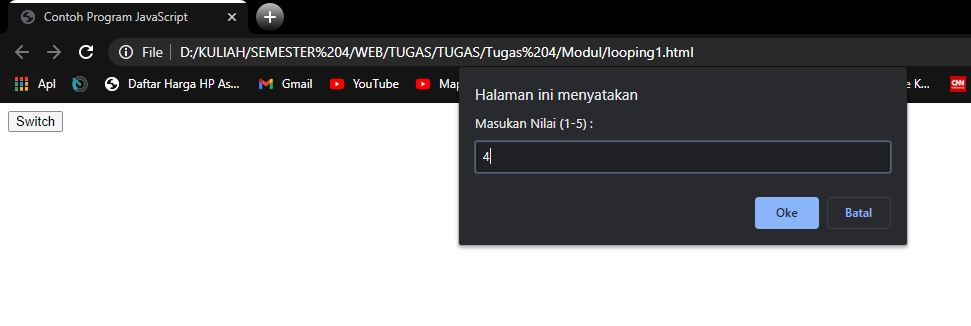 Contoh Program JavaScript
File D:/KULIAH/SEMESTER%204/WEB/TUGAS/TUGAS/Tugas%204/Modul/looping1.html
Apl Daftar Harga HP As... Gmail YouTube Map e K... CNN
Switch
Halaman ini menyatakan
Masukan Nilai (1-5) :
4
Oke Batal